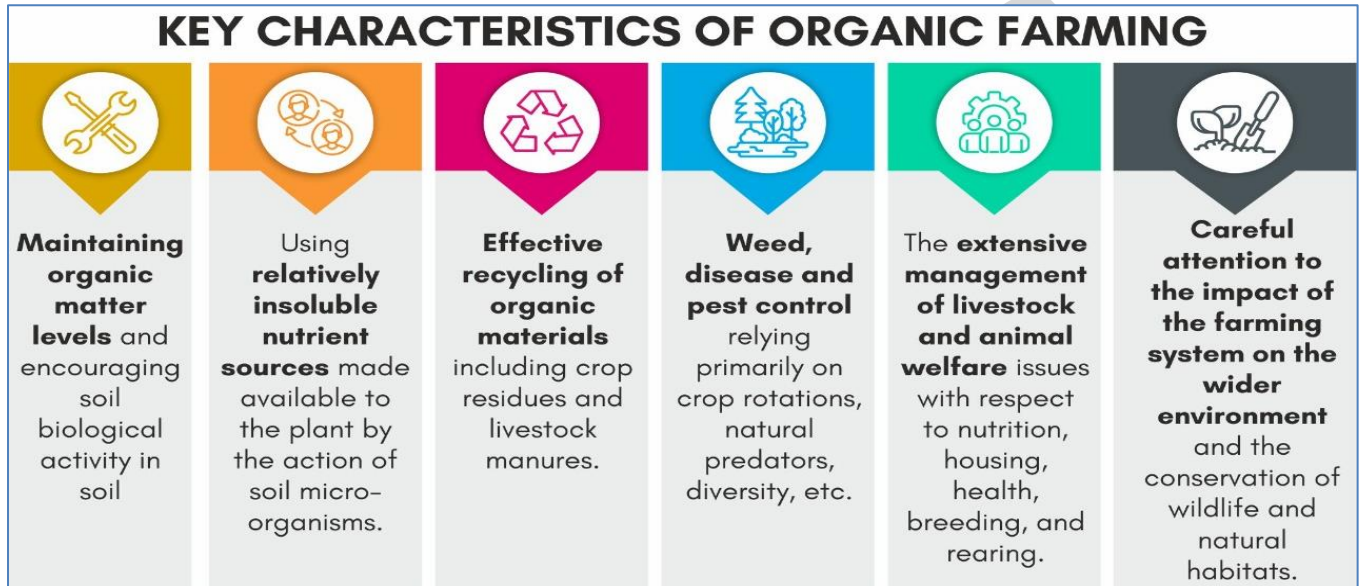 KEY CHARACTERISTICS OF ORGANIC FARMING
Maintaining
organic
matter
levels and
encouraging
soil
biological
activity in
soil
Using
relatively
insoluble
nutrient
sources made
available to
the plant by
the action of
soil micro-
organisms.
Effective
recycling of
organic
materials
including crop
residues and
livestock
manures.
Weed,
disease and
pest control
relying
primarily on
crop rotations,
natural
predators,
diversity, etc.
The extensive
management
of livestock
and animal
welfare issues
with respect
to nutrition,
housing,
health,
breeding, and
rearing.
Careful
attention to
the impact of
the farming
system on the
wider
environment
and the
conservation of
wildlife and
natural
habitats.